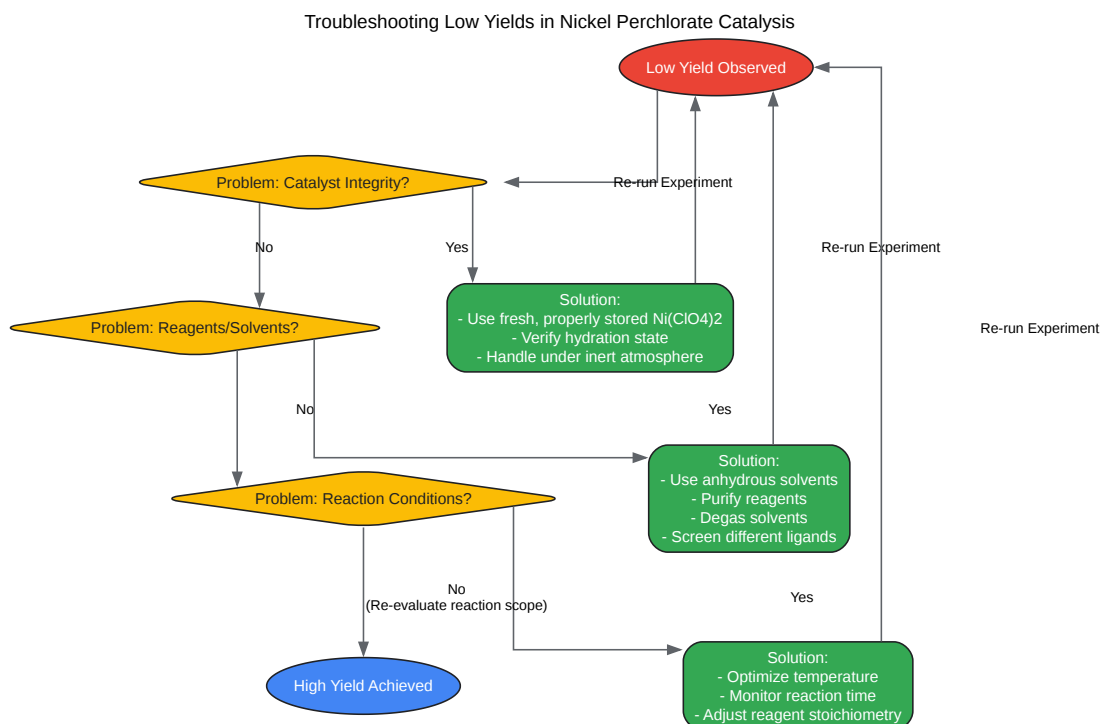 Troubleshooting Low Yields in Nickel Perchlorate Catalysis
Low Yield Observed
Problem: Catalyst Integrity?
Re-run Experiment
No
Yes
Re-run Experiment
Solution:
- Use fresh, properly stored Ni(ClO4)2
- Verify hydration state
- Handle under inert atmosphere
Problem: Reagents/Solvents?
Re-run Experiment
No
Yes
Solution:
- Use anhydrous solvents
- Purify reagents
- Degas solvents
- Screen different ligands
Problem: Reaction Conditions?
No
(Re-evaluate reaction scope)
Yes
Solution:
- Optimize temperature
- Monitor reaction time
- Adjust reagent stoichiometry
High Yield Achieved